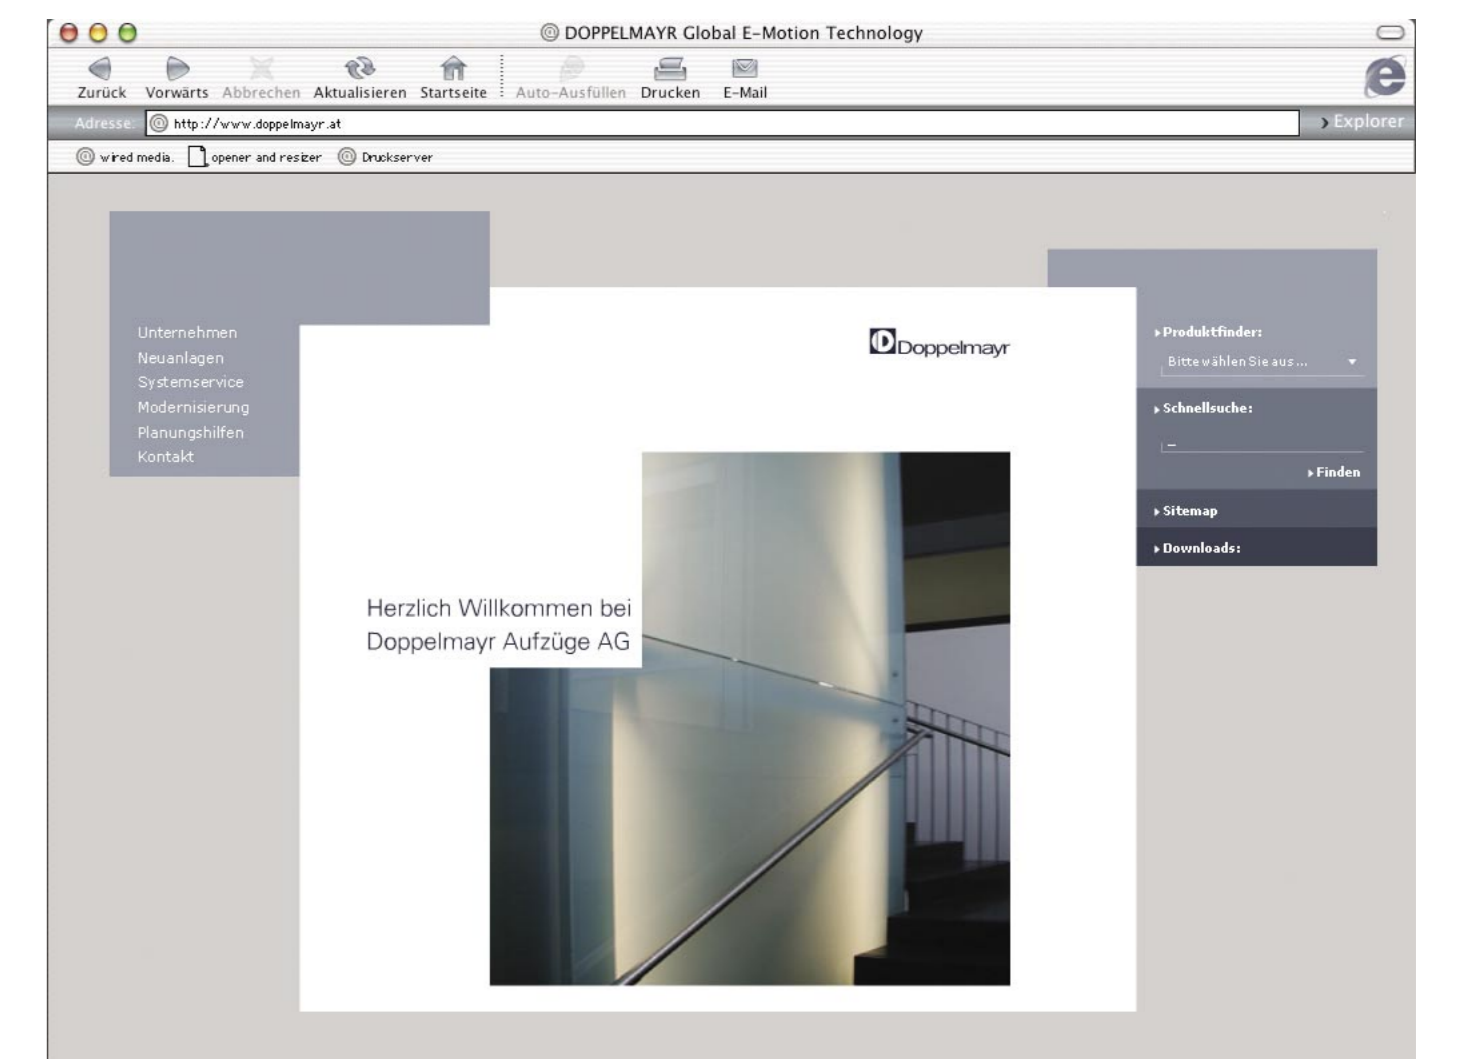 DOPPELMAYR Global E-Motion Technology
Zurück Vorwärts Abbrechen Aktualisieren Startseite Auto-Ausfüllen Drucken E-Mail
Adresse: http://www.doppelmayr.at Explorer
wired media. opener and resizer Druckserver
Unternehmen
Neuanlagen
Systemservice
Modernisierung
Planungshilfen
Kontakt
Doppelmayr
Herzlich Willkommen bei
Doppelmayr Aufzüge AG
Produktfinder:
Bitte wählen Sie aus ...
Schnellsuche:
Finden
Sitemap
Downloads: